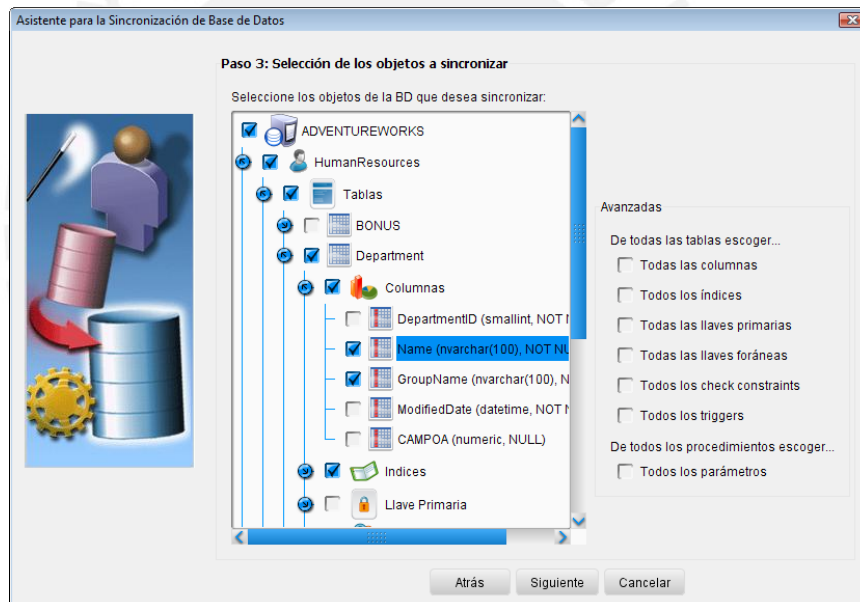 Asistente para la Sincronización de Base de Datos
Paso 3: Selección de los objetos a sincronizar
Seleccione los objetos de la BD que desea sincronizar:
ADVENTUREWORKS
HumanResources
Tablas
BONUS
Department
Columnas
DepartmentID (smallint, NOT
Name (nvarchar(100), NOT NU
GroupName (nvarchar(100), N
ModifiedDate (datetime, NOT
CAMPOA (numeric, NULL)
Indices
Llave Primaria
Avanzadas
De todas las tablas escoger...
Todas las columnas
Todos los índices
Todas las llaves primarias
Todas las llaves foráneas
Todos los check constraints
Todos los triggers
De todos los procedimientos escoger...
Todos los parámetros
Atrás Siguiente Cancelar